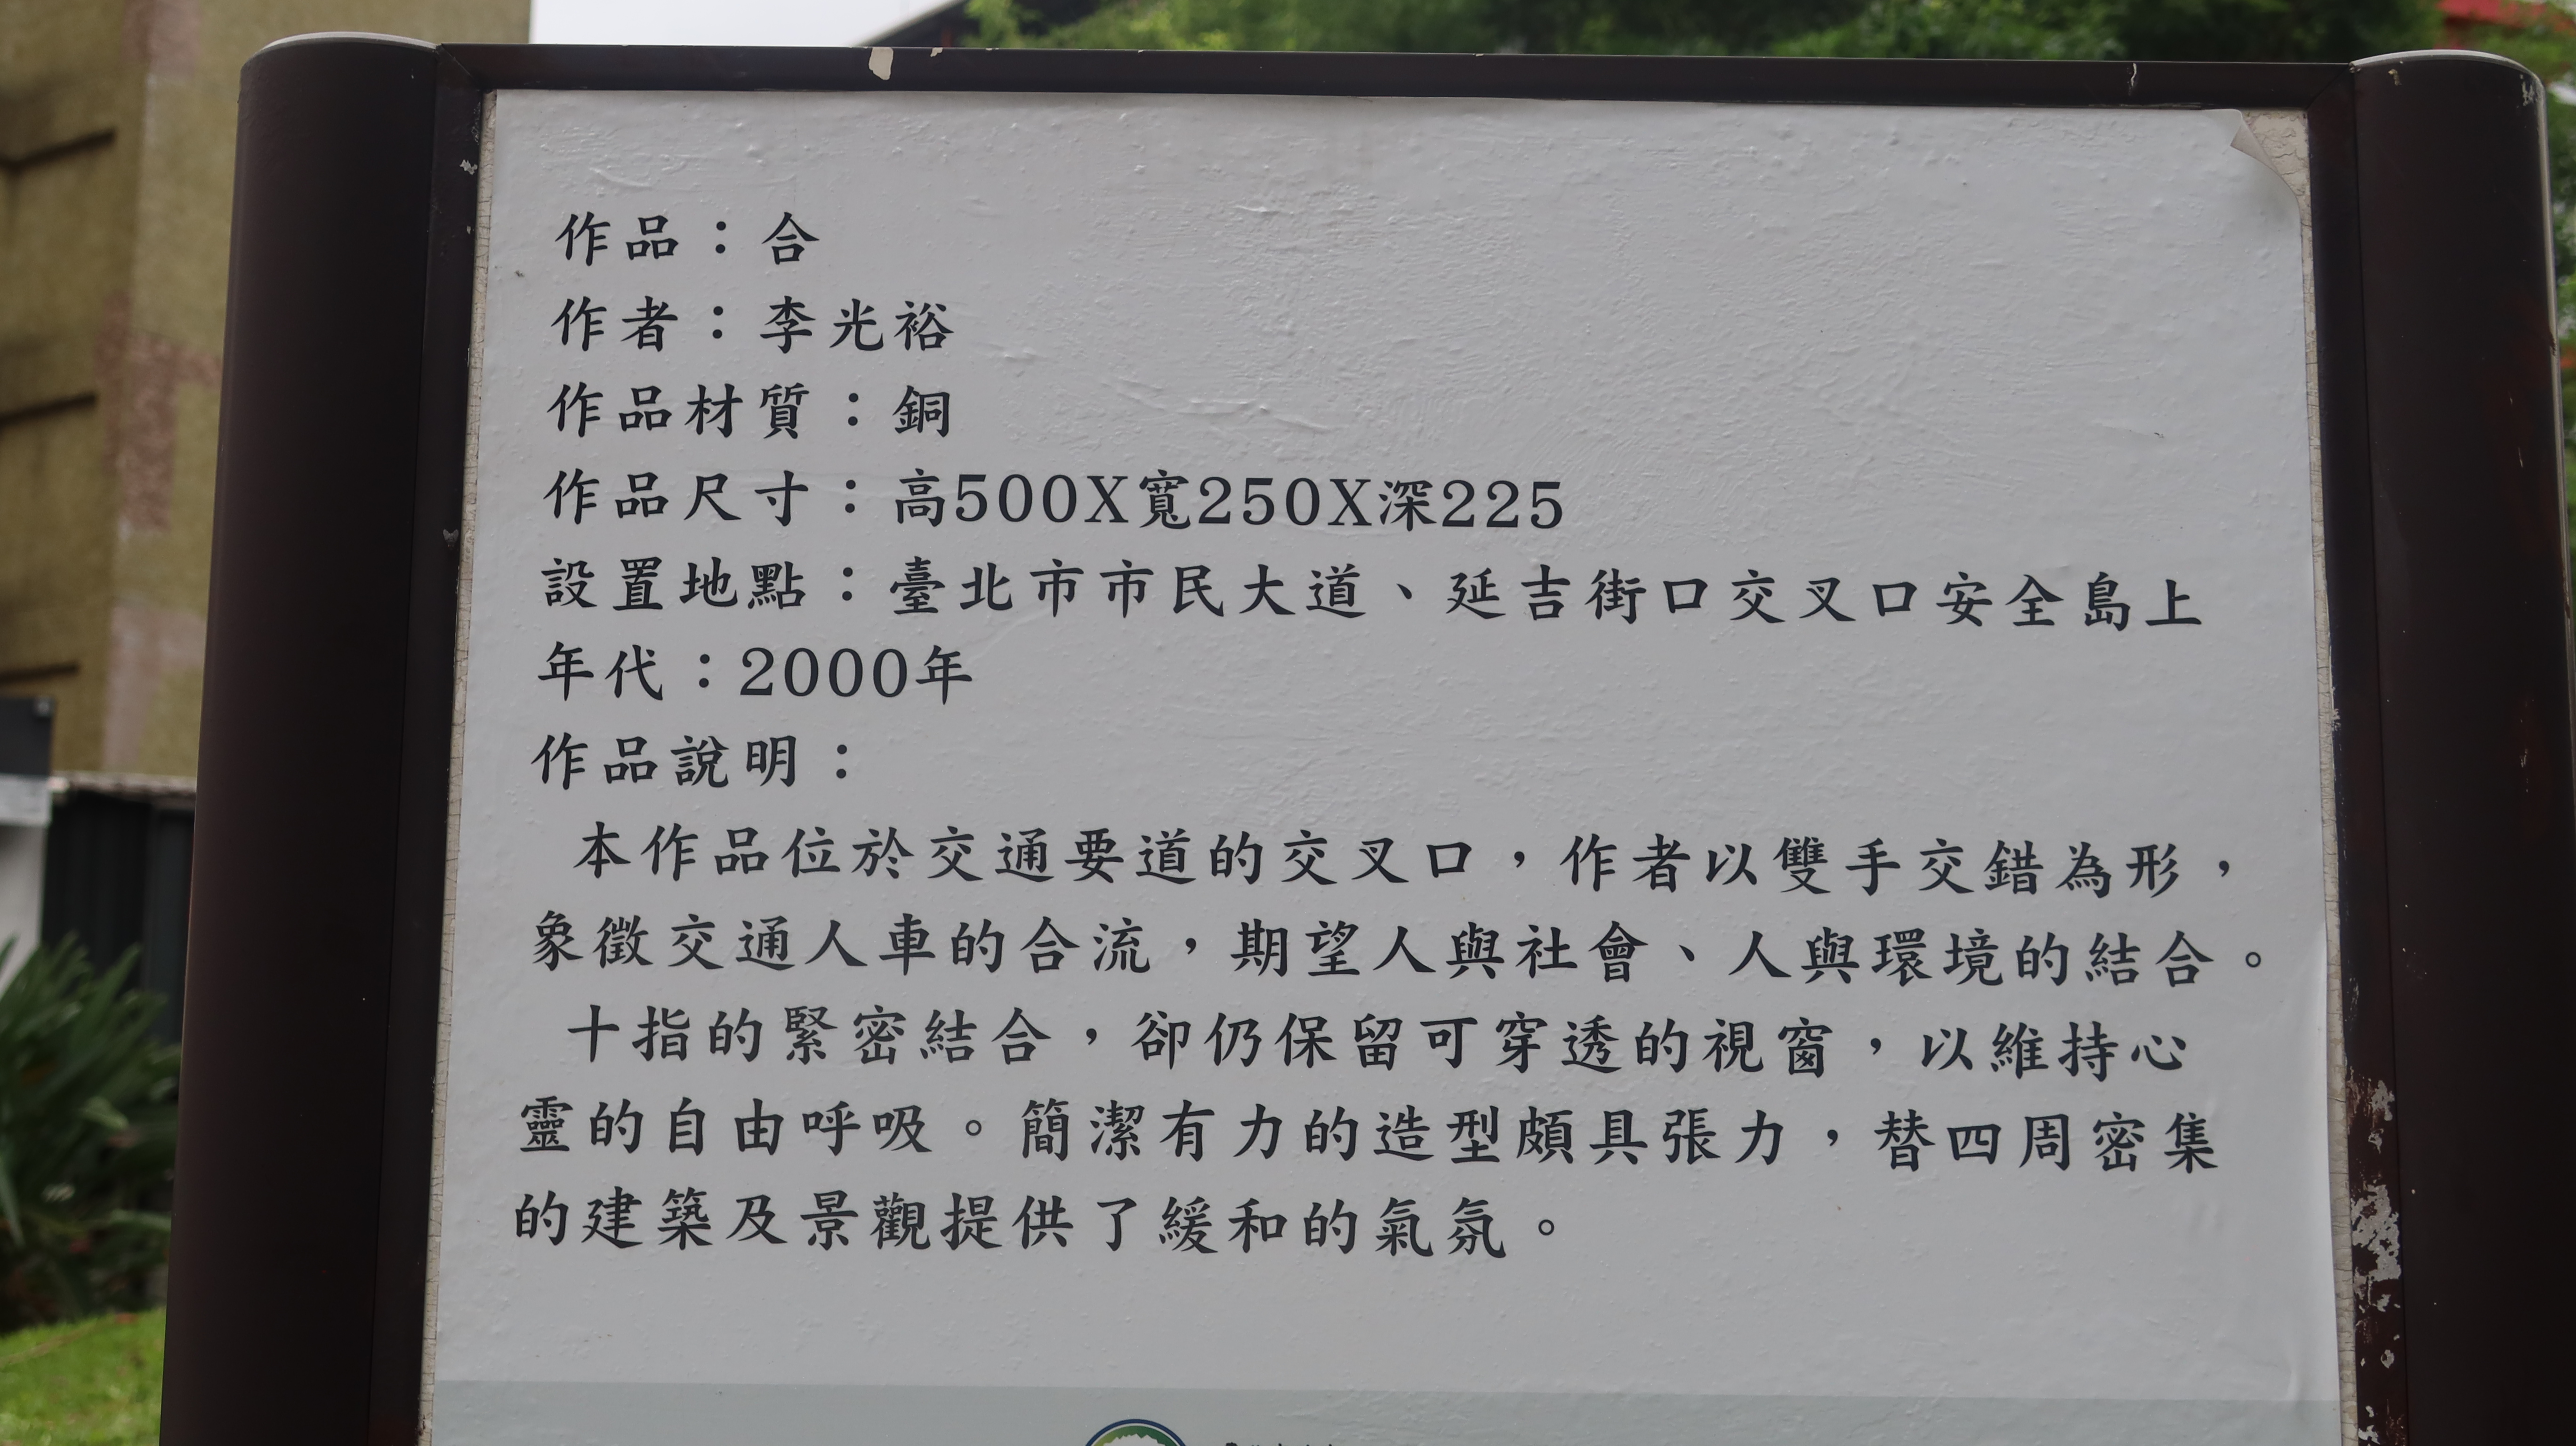 作品：合
作者：李光裕
作品材質：銅
作品尺寸：高500X寬250X深225
設置地點：臺北市市民大道、延吉街口交叉口安全島上
年代：2000年
作品說明：
本作品位於交通要道的交叉口，作者以雙手交錯為形，
象徵交通人車的合流，期望人與社會、人與環境的結合。
十指的緊密結合，卻仍保留可穿透的視窗，以維持心
靈的自由呼吸。簡潔有力的造型頗具張力，替四周密集
的建築及景觀提供了緩和的氣氛。